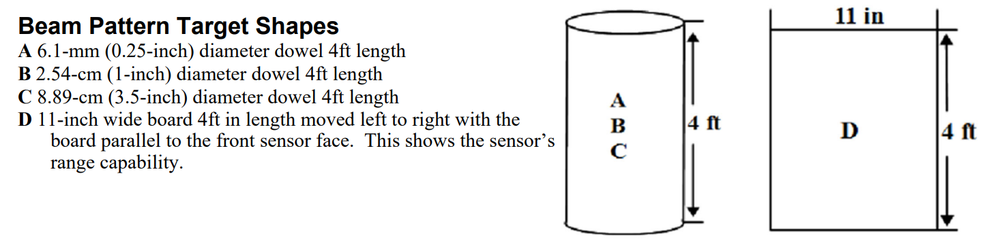 Beam Pattern Target Shapes
A 6.1-mm (0.25-inch) diameter dowel 4ft length
B 2.54-cm (1-inch) diameter dowel 4ft length
C 8.89-cm (3.5-inch) diameter dowel 4ft length
D 11-inch wide board 4ft in length moved left to right with the
board parallel to the front sensor face.  This shows the sensor’s
range capability.
A
B
C
4 ft
11 in
D
4 ft